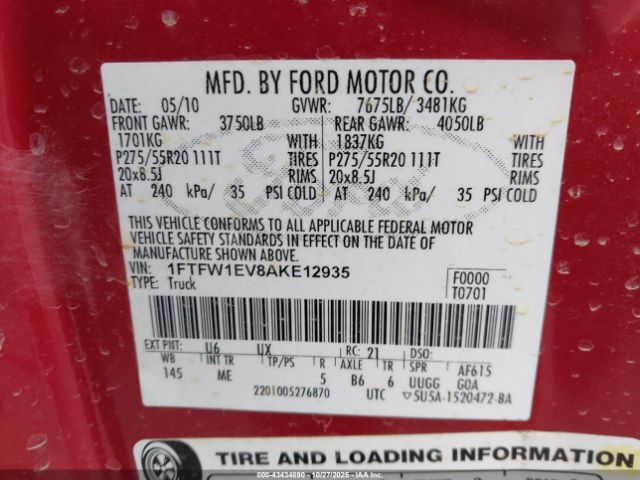 MFD. BY FORD MOTOR CO.
DATE: 05/10 GVWR: 7675LB/ 3481KG
FRONT GAWR: 3750LB REAR GAWR: 4050LB
1701KG WITH 1837KG WITH
P275/55R20 111T TIRES P275/55R20 111T TIRES
20x8.5J RIMS 20x8.5J RIMS
AT 240 kPa/ 35 PSI COLD AT 240 kPa/ 35 PSI COLD
THIS VEHICLE CONFORMS TO ALL APPLICABLE FEDERAL MOTOR
VEHICLE SAFETY STANDARDS IN EFFECT ON THE DATE OF
MANUFACTURE SHOWN ABOVE.
VIN: 1FTFW1EV8AKE12935
TYPE: Truck
F0000
T0701
EXT PNT: U6 UX RC: 21 DSO:
WB INT TR TP/PS R AXLE TR SPR AF615
145 ME 5 B6 6 UUGG GOA
2201005276870 UTC 5U5A-1520472-BA
TIRE AND LOADING INFORMATION
© 43434890 - 10/27/2025 - IAAI Inc.